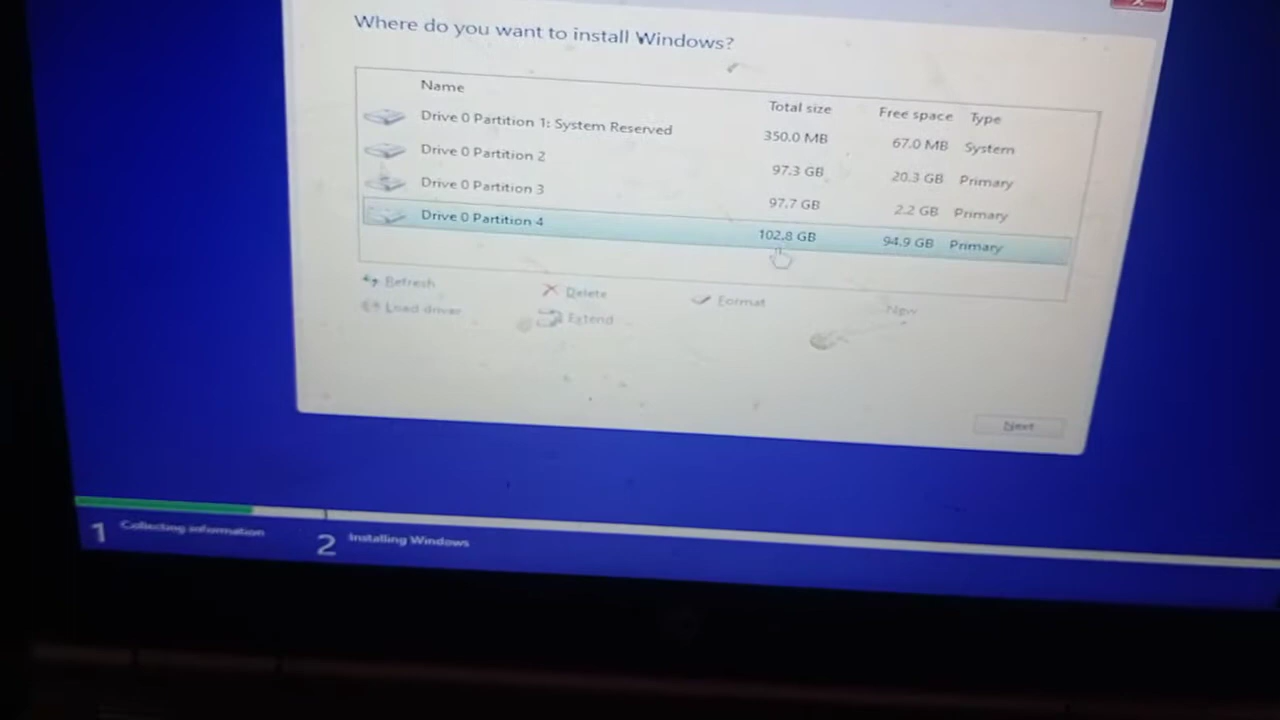 Where do you want to install Windows?
Name Total size Free space Type
Drive 0 Partition 1: System Reserved 350.0 MB 67.0 MB System
Drive 0 Partition 2 97.3 GB 20.3 GB Primary
Drive 0 Partition 3 97.7 GB 2.2 GB Primary
Drive 0 Partition 4 102.8 GB 94.9 GB Primary
Refresh Delete Format New
Load driver Extend
Next
1 Collecting information 2 Installing Windows